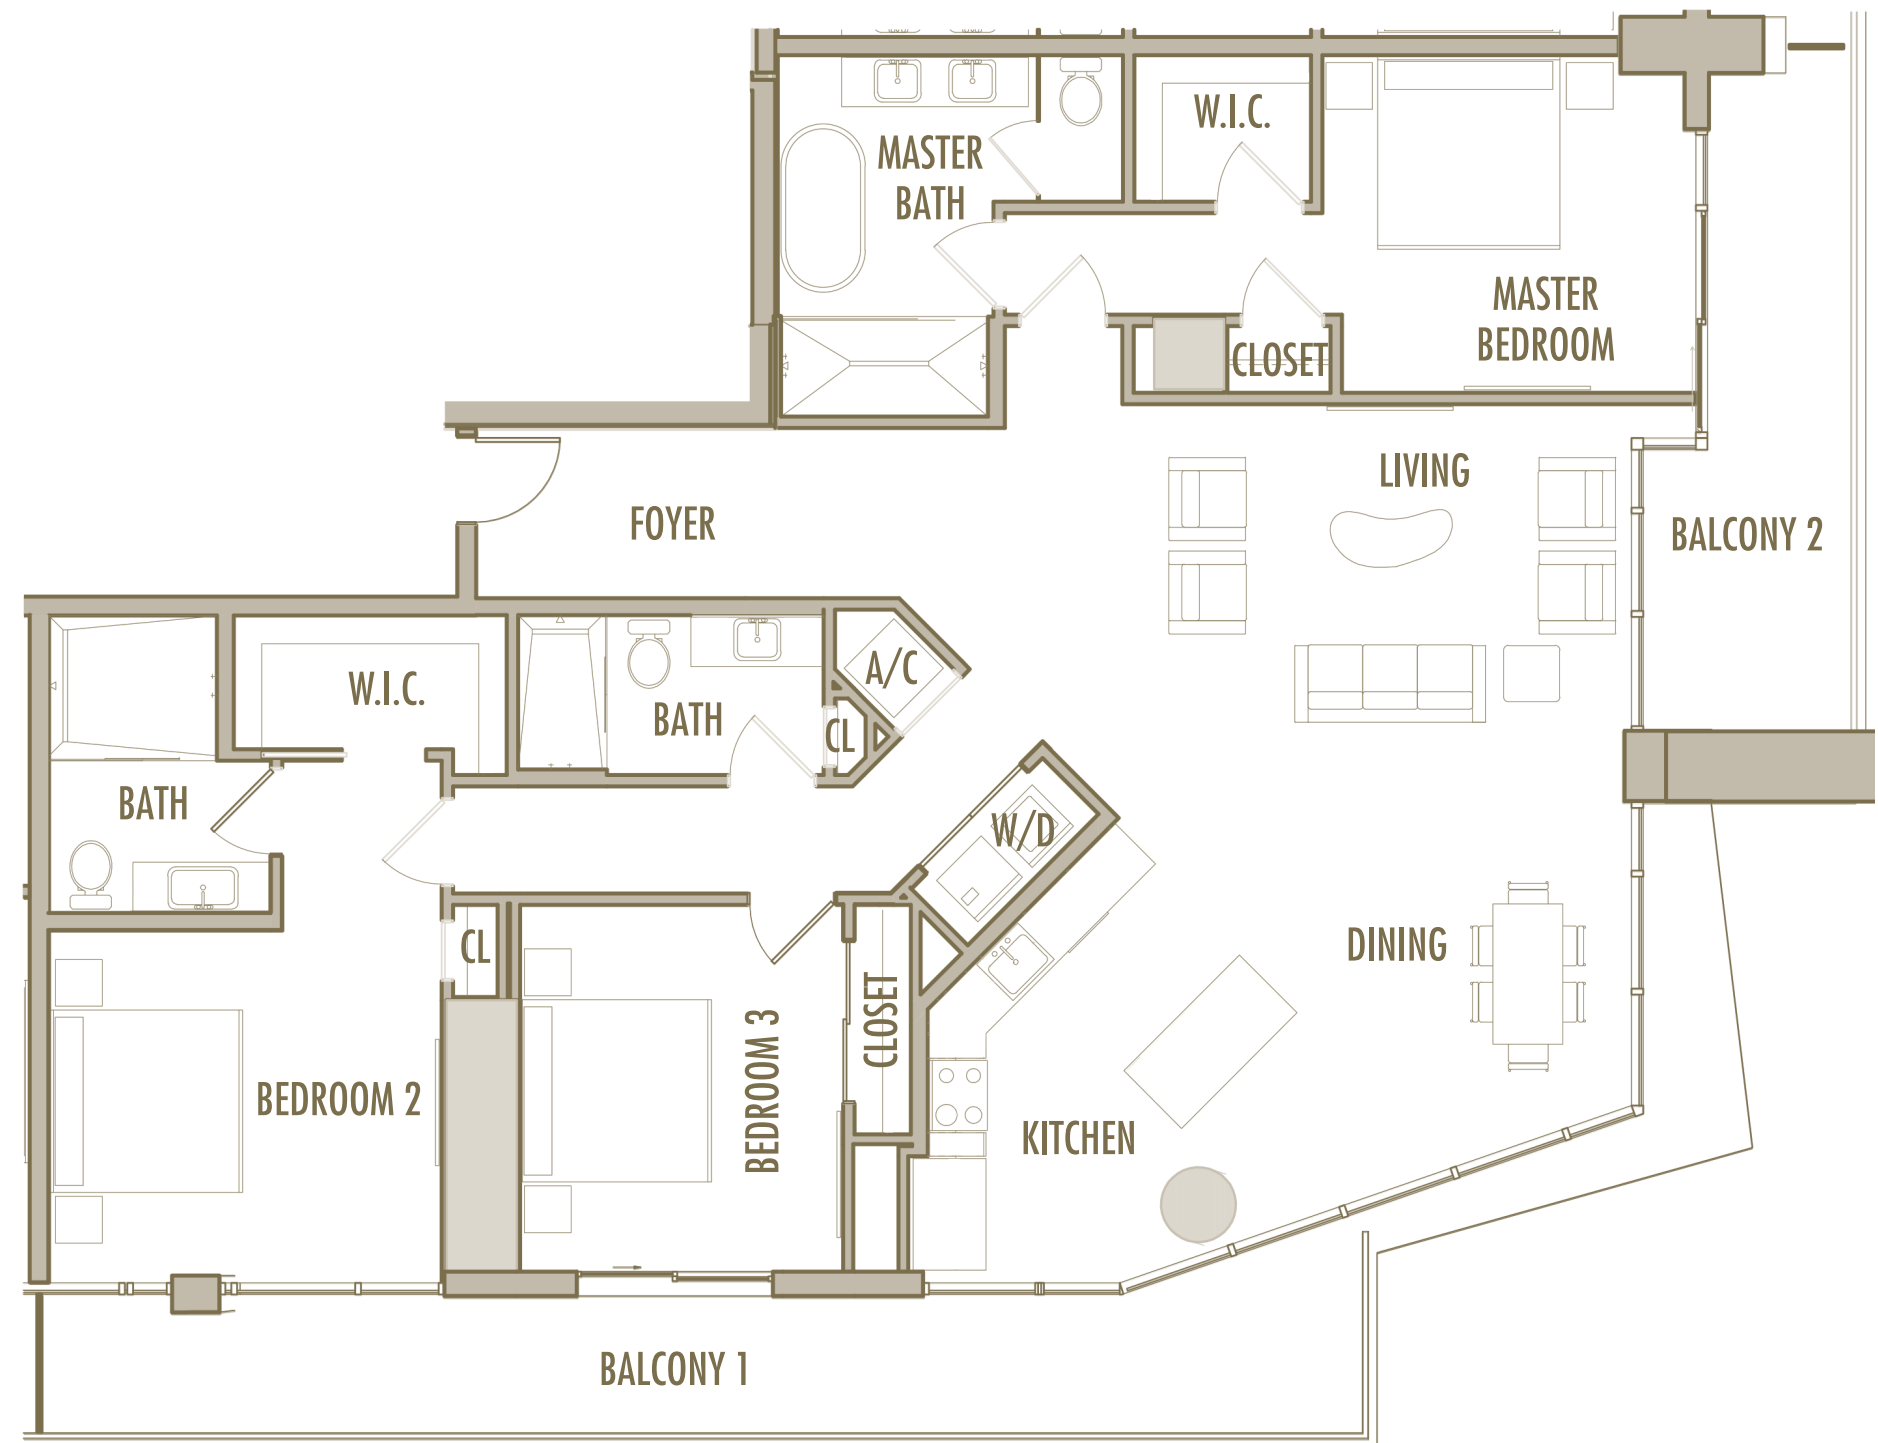 W.I.C.
MASTER
BATH
MASTER
BEDROOM
CLOSET
LIVING
FOYER
BALCONY 2
A/C
W.I.C.
BATH
CL
BATH
W/D
DINING
CL
CLOSET
BEDROOM 3
BEDROOM 2
KITCHEN
BALCONY 1